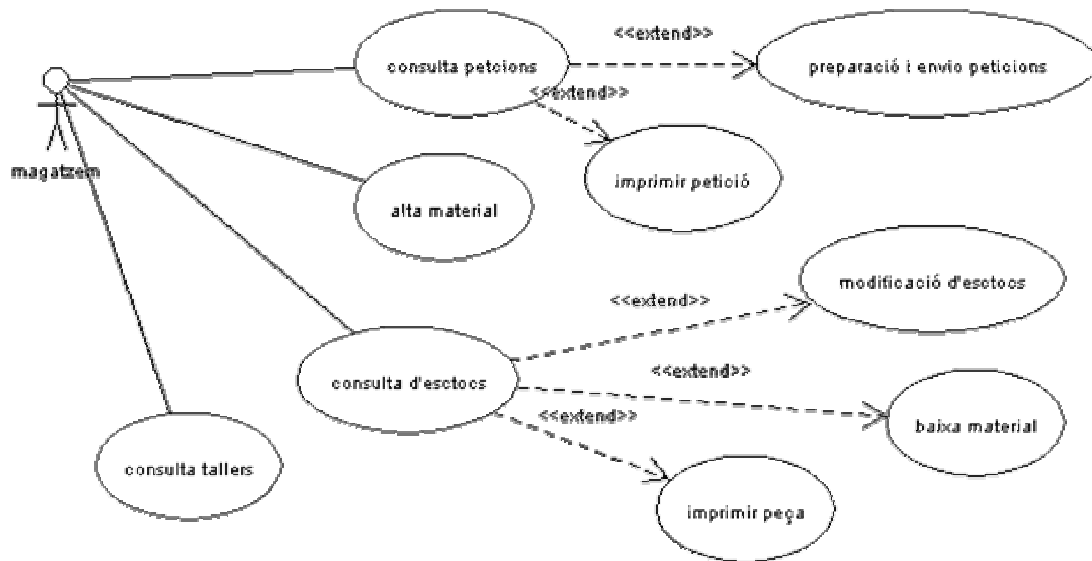 <<extend>>
consulta petcions
preparació i envio peticions
<<extend>>
magatzem
imprimir petició
alta material
modificació d'esctocs
<<extend>>
<<extend>>
consulta d'esctocs
<<extend>>
baixa material
consulta tallers
imprimir peça